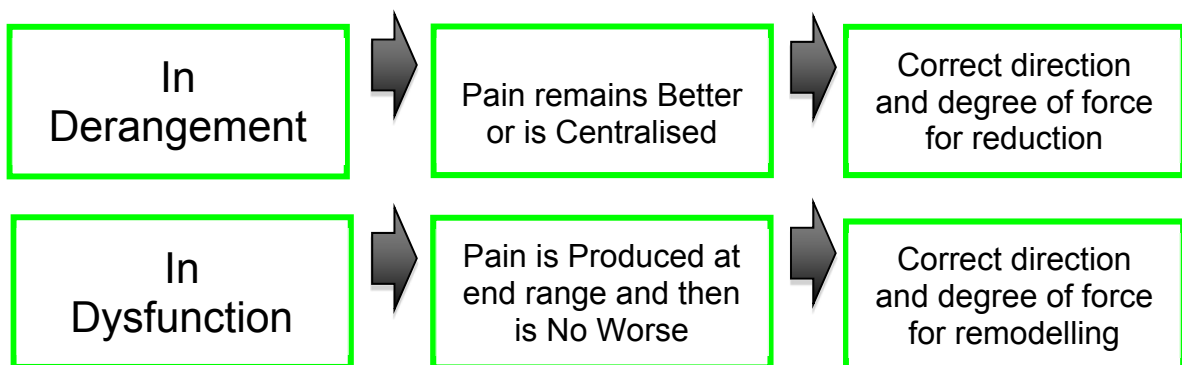 In
Derangement
Pain remains Better
or is Centralised
Correct direction
and degree of force
for reduction
In
Dysfunction
Pain is Produced at
end range and then
is No Worse
Correct direction
and degree of force
for remodelling